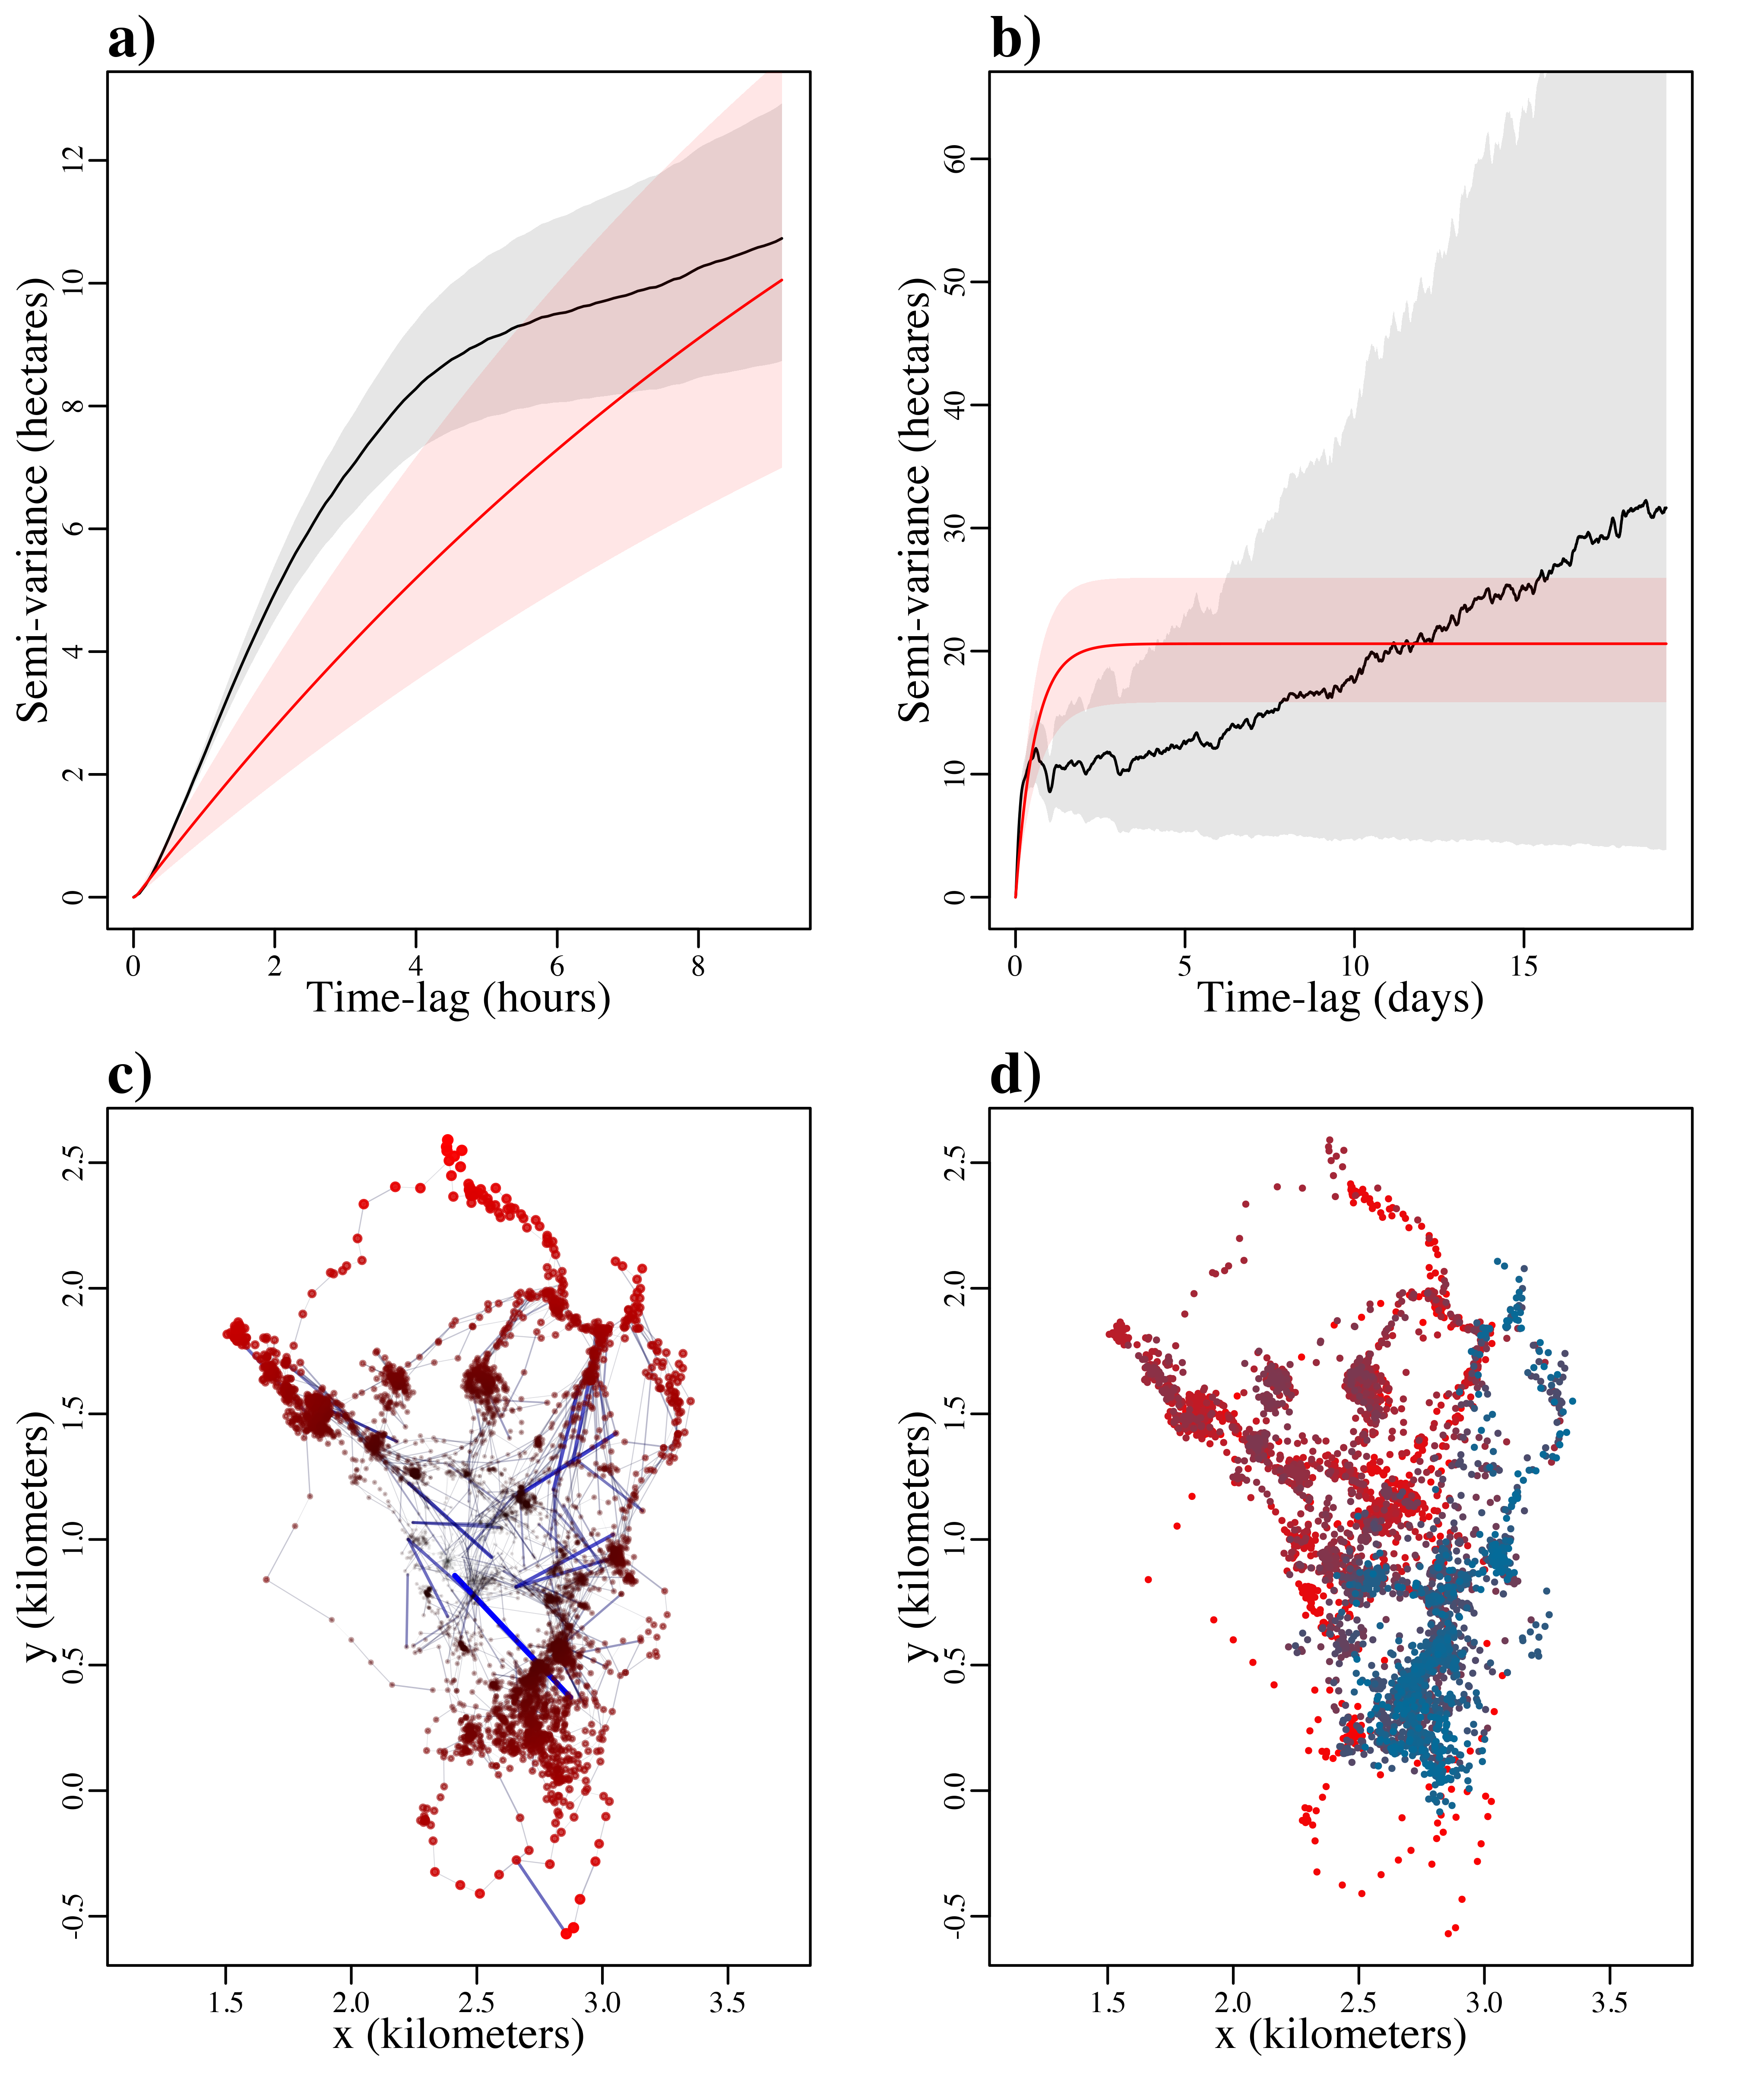 a)
Semi-variance (hectares)
0 2 4 6 8 10 12
0 2 4 6 8
Time-lag (hours)
b)
Semi-variance (hectares)
0 10 20 30 40 50 60
0 5 10 15
Time-lag (days)
c)
y (kilometers)
-0.5 0.0 0.5 1.0 1.5 2.0 2.5
1.5 2.0 2.5 3.0 3.5
x (kilometers)
d)
y (kilometers)
-0.5 0.0 0.5 1.0 1.5 2.0 2.5
1.5 2.0 2.5 3.0 3.5
x (kilometers)